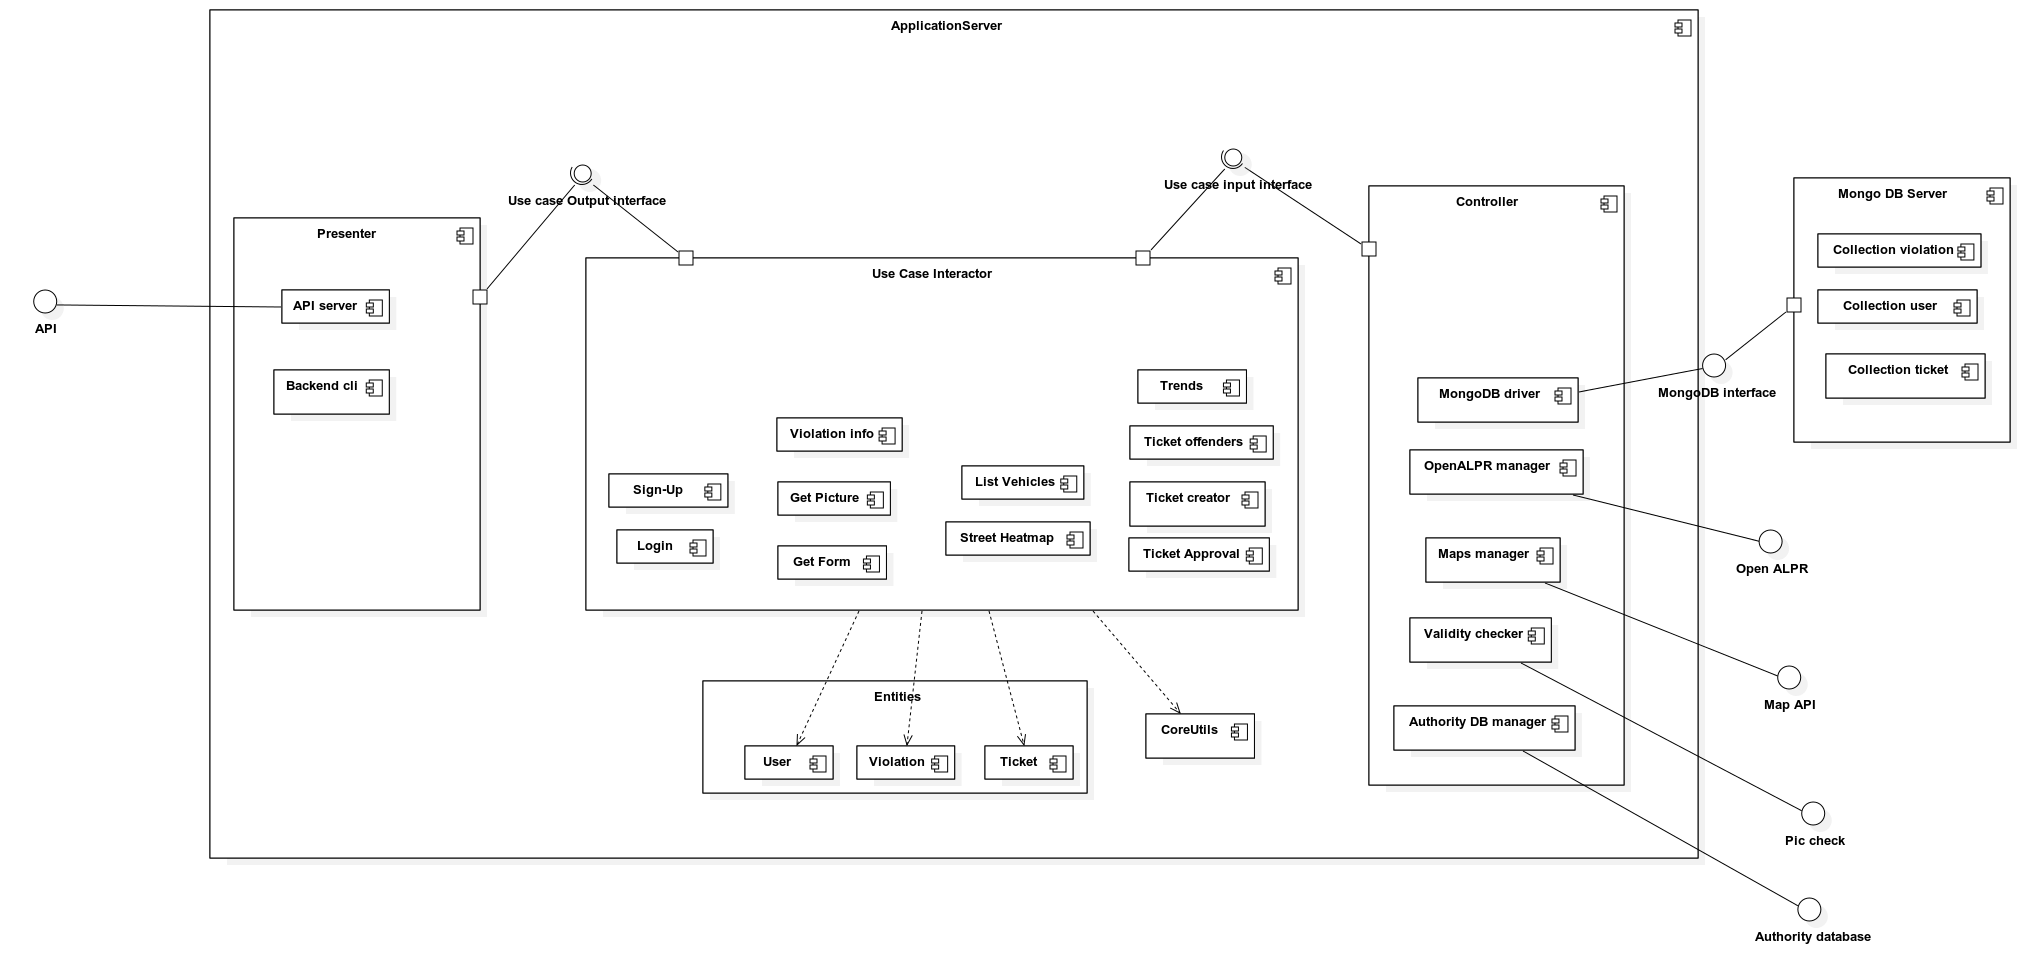 ApplicationServer
Use case Output interface
Use case input interface
Presenter
API server
Backend cli
API
Use Case Interactor
Trends
Violation info
Ticket offenders
Sign-Up
Get Picture
List Vehicles
Ticket creator
Login
Get Form
Street Heatmap
Ticket Approval
Entities
User
Violation
Ticket
CoreUtils
Controller
MongoDB driver
OpenALPR manager
Maps manager
Validity checker
Authority DB manager
Mongo DB Server
Collection violation
Collection user
Collection ticket
MongoDB interface
Open ALPR
Map API
Pic check
Authority database